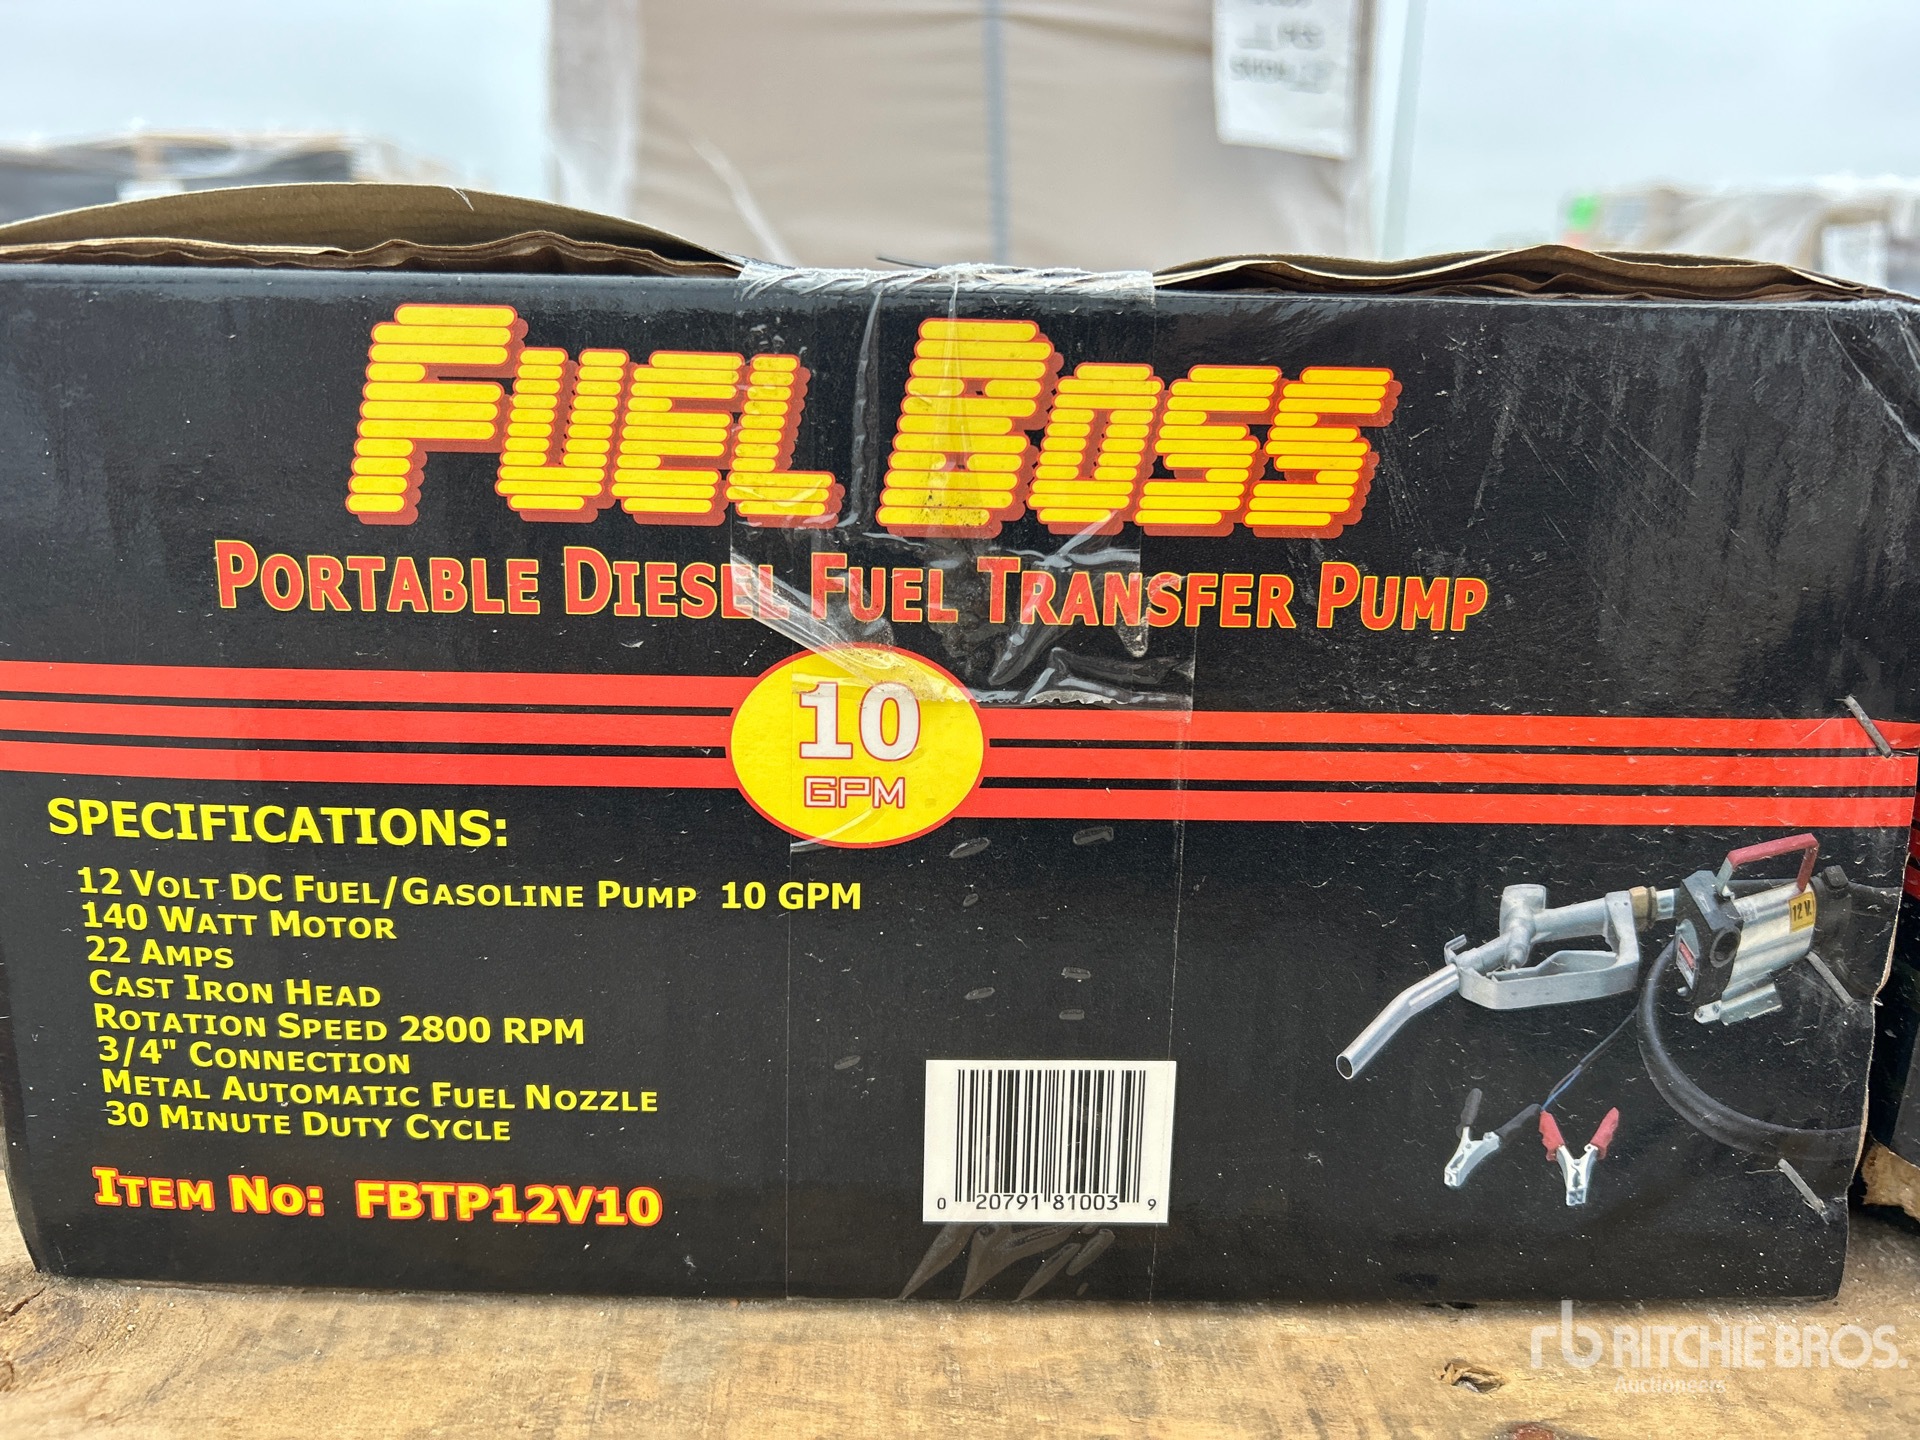 FUEL BOSS
PORTABLE DIESEL FUEL TRANSFER PUMP
10
GPM
SPECIFICATIONS:
12 VOLT DC FUEL/GASOLINE PUMP 10 GPM
140 WATT MOTOR
22 AMPS
CAST IRON HEAD
ROTATION SPEED 2800 RPM
3/4" CONNECTION
METAL AUTOMATIC FUEL NOZZLE
30 MINUTE DUTY CYCLE
ITEM NO: FBTP12V10
12 V.
0 20791 81003 9
rb RITCHIE BROS.
Auctioneers